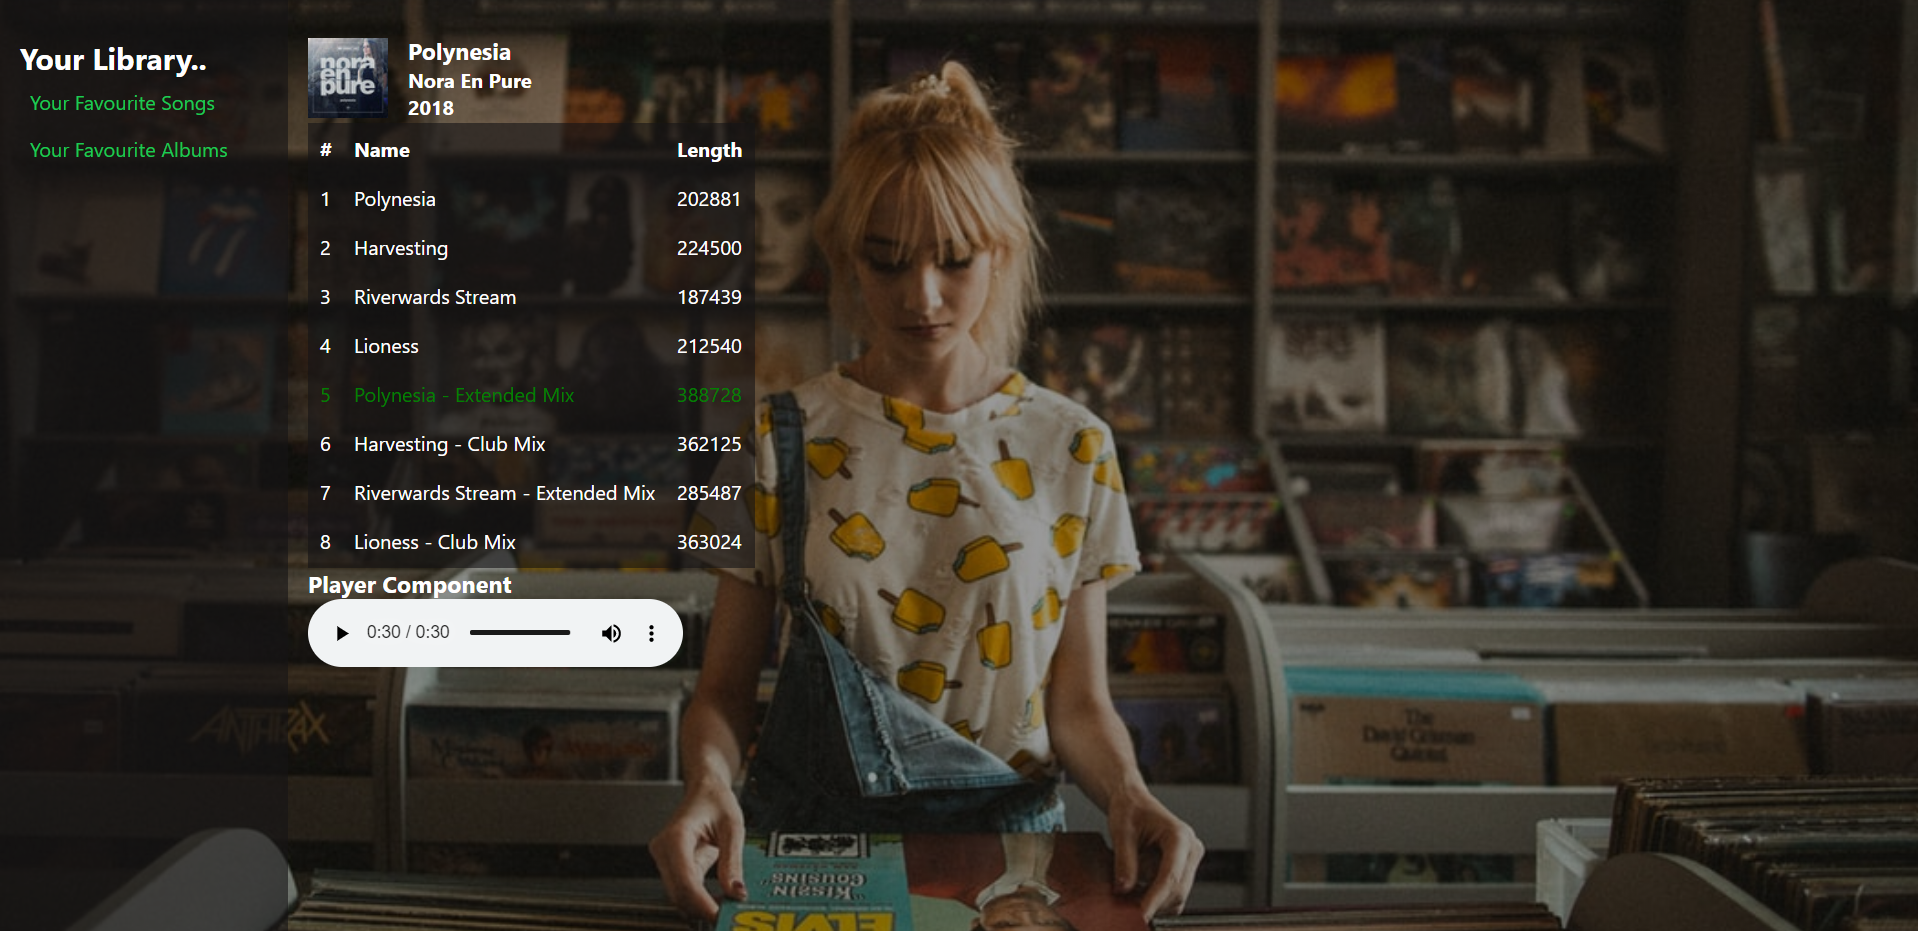 Your Library..
Your Favourite Songs
Your Favourite Albums
nora
en
pure
Polynesia
Nora En Pure
2018
# Name Length
1 Polynesia 202881
2 Harvesting 224500
3 Riverwards Stream 187439
4 Lioness 212540
5 Polynesia - Extended Mix 388728
6 Harvesting - Club Mix 362125
7 Riverwards Stream - Extended Mix 285487
8 Lioness - Club Mix 363024
Player Component
0:30 / 0:30
ANTHRAX
The
David Grisman
Quintet
"KISSIN
COUSINS"
ELVIS